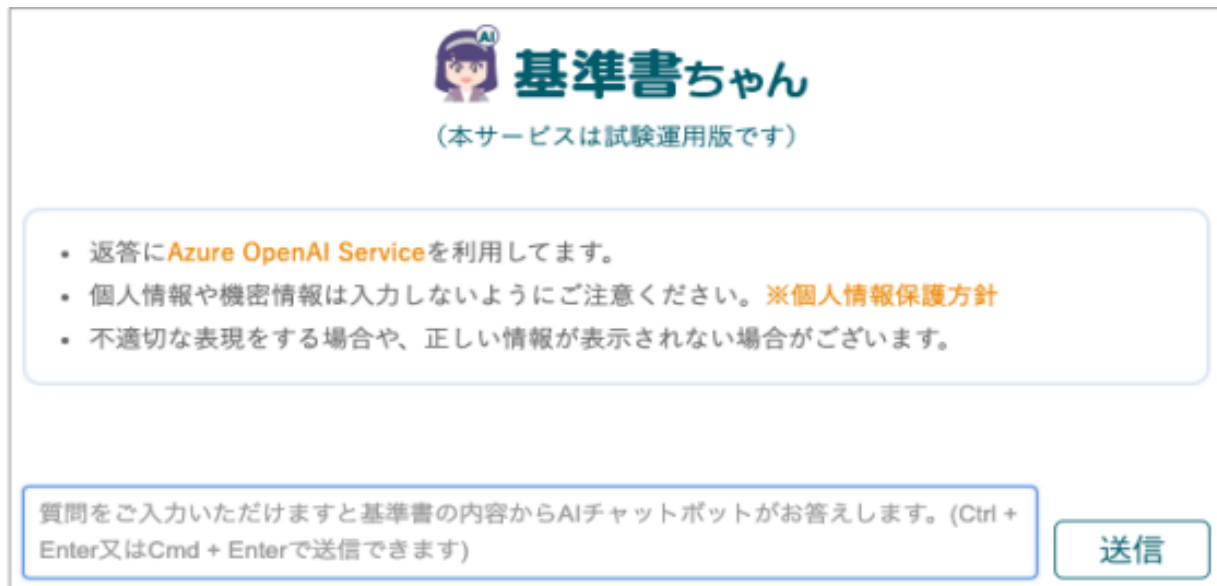 AI
基準書ちゃん
（本サービスは試験運用版です）
• 返答にAzure OpenAI Serviceを利用してます。
• 個人情報や機密情報は入力しないようにご注意ください。※個人情報保護方針
• 不適切な表現をする場合や、正しい情報が表示されない場合がございます。
質問をご入力いただけますと基準書の内容からAIチャットボットがお答えします。(Ctrl +
Enter又はCmd + Enterで送信できます)
送信